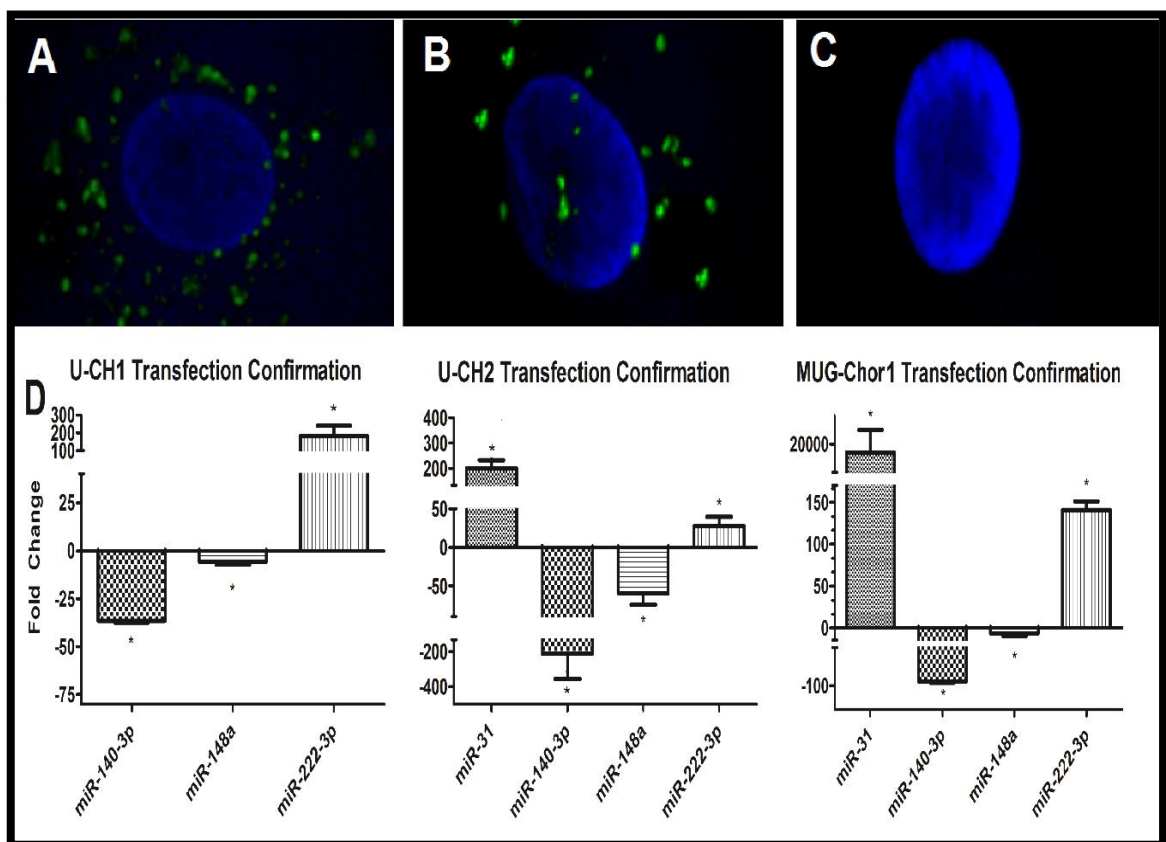 A
B
C
D
U-CH1 Transfection Confirmation
Fold Change
300
200
100
25
0
-25
-50
-75
*
*
*
miR-140-3p
miR-148a
miR-222-3p
U-CH2 Transfection Confirmation
400
300
200
50
0
-50
-200
-400
*
*
*
*
miR-31
miR-140-3p
miR-148a
miR-222-3p
MUG-Chor1 Transfection Confirmation
20000
150
100
50
0
-100
*
*
*
*
miR-31
miR-140-3p
miR-148a
miR-222-3p